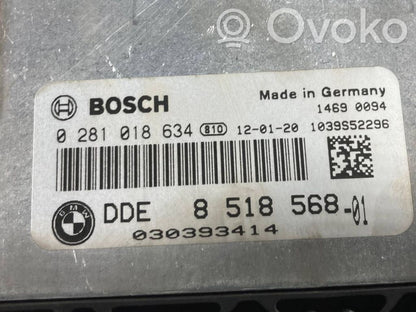 Ovoko
BOSCH
Made in Germany
1469 0094
0 281 018 634 810 12-01-20 1039S52296
BMW
DDE 8 518 568-01
030393414